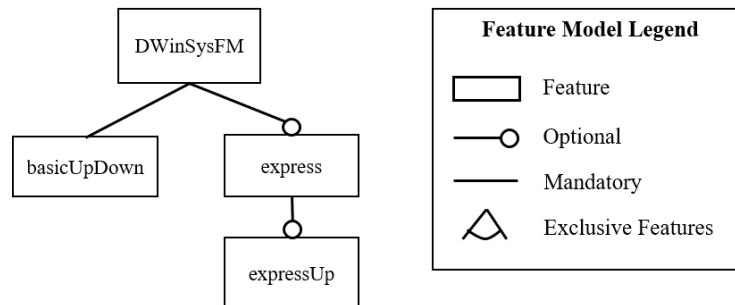 DWinSysFM
basicUpDown
express
expressUp
Feature Model Legend
Feature
Optional
Mandatory
Exclusive Features